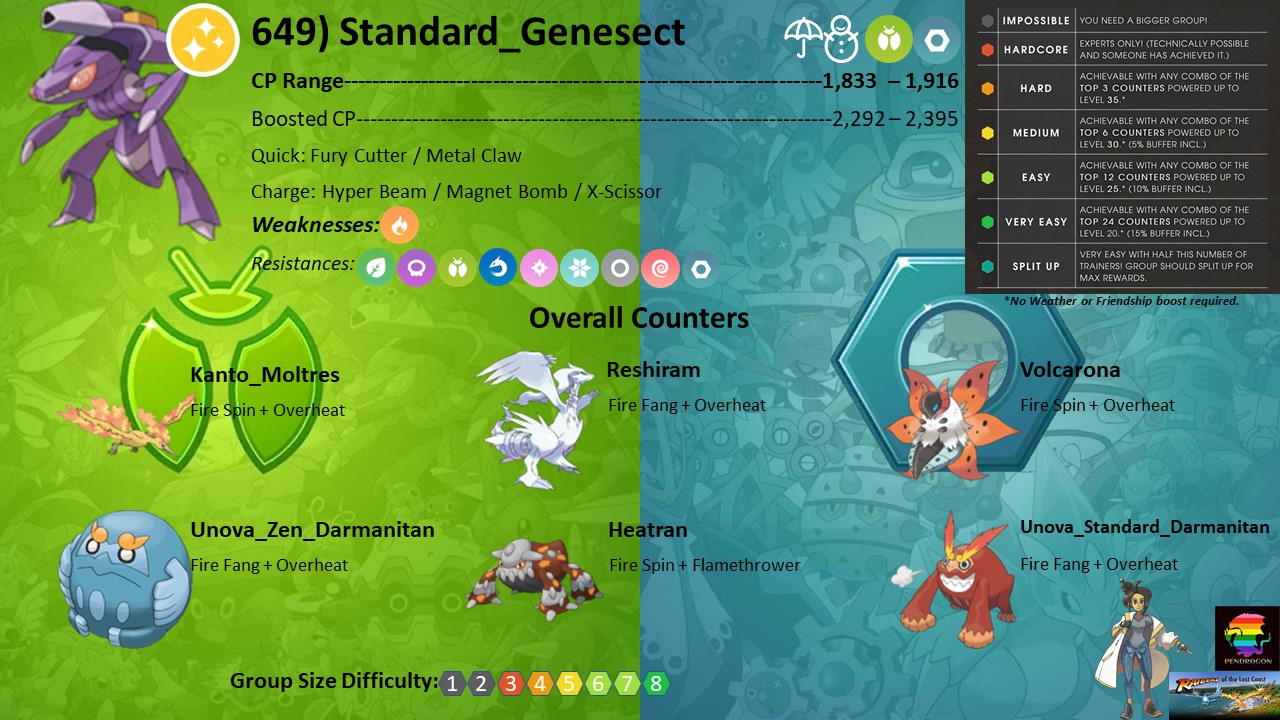 649) Standard_Genesect
CP Range--------------------1,833 – 1,916
Boosted CP--------------------2,292 – 2,395
Quick: Fury Cutter / Metal Claw
Charge: Hyper Beam / Magnet Bomb / X-Scissor
Weaknesses:
Resistances:
IMPOSSIBLE YOU NEED A BIGGER GROUP!
HARDCORE EXPERTS ONLY! (TECHNICALLY POSSIBLE
AND SOMEONE HAS ACHIEVED IT.)
HARD ACHIEVABLE WITH ANY COMBO OF THE
TOP 3 COUNTERS POWERED UP TO
LEVEL 35.*
MEDIUM ACHIEVABLE WITH ANY COMBO OF THE
TOP 6 COUNTERS POWERED UP TO
LEVEL 30.* (5% BUFFER INCL.)
EASY ACHIEVABLE WITH ANY COMBO OF THE
TOP 12 COUNTERS POWERED UP TO
LEVEL 25.* (10% BUFFER INCL.)
VERY EASY ACHIEVABLE WITH ANY COMBO OF THE
TOP 24 COUNTERS POWERED UP TO
LEVEL 20.* (15% BUFFER INCL.)
SPLIT UP VERY EASY WITH HALF THIS NUMBER OF
TRAINERS! GROUP SHOULD SPLIT UP FOR
MAX REWARDS.
*No Weather or Friendship boost required.
Overall Counters
Kanto_Moltres
Fire Spin + Overheat
Reshiram
Fire Fang + Overheat
Volcarona
Fire Spin + Overheat
Unova_Zen_Darmanitan
Fire Fang + Overheat
Heatran
Fire Spin + Flamethrower
Unova_Standard_Darmanitan
Fire Fang + Overheat
Group Size Difficulty: 1 2 3 4 5 6 7 8
PENDRAGON
RAIDERS of the Lost Coast